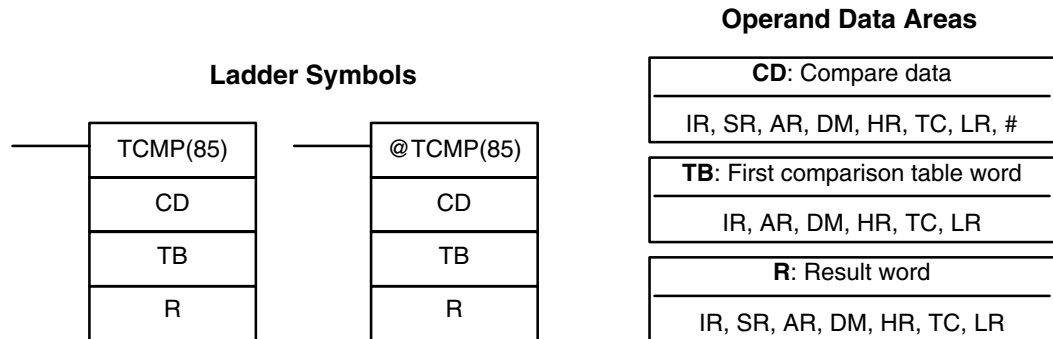 Ladder Symbols
TCMP(85)
CD
TB
R
@TCMP(85)
CD
TB
R
Operand Data Areas
CD: Compare data
IR, SR, AR, DM, HR, TC, LR, #
TB: First comparison table word
IR, AR, DM, HR, TC, LR
R: Result word
IR, SR, AR, DM, HR, TC, LR